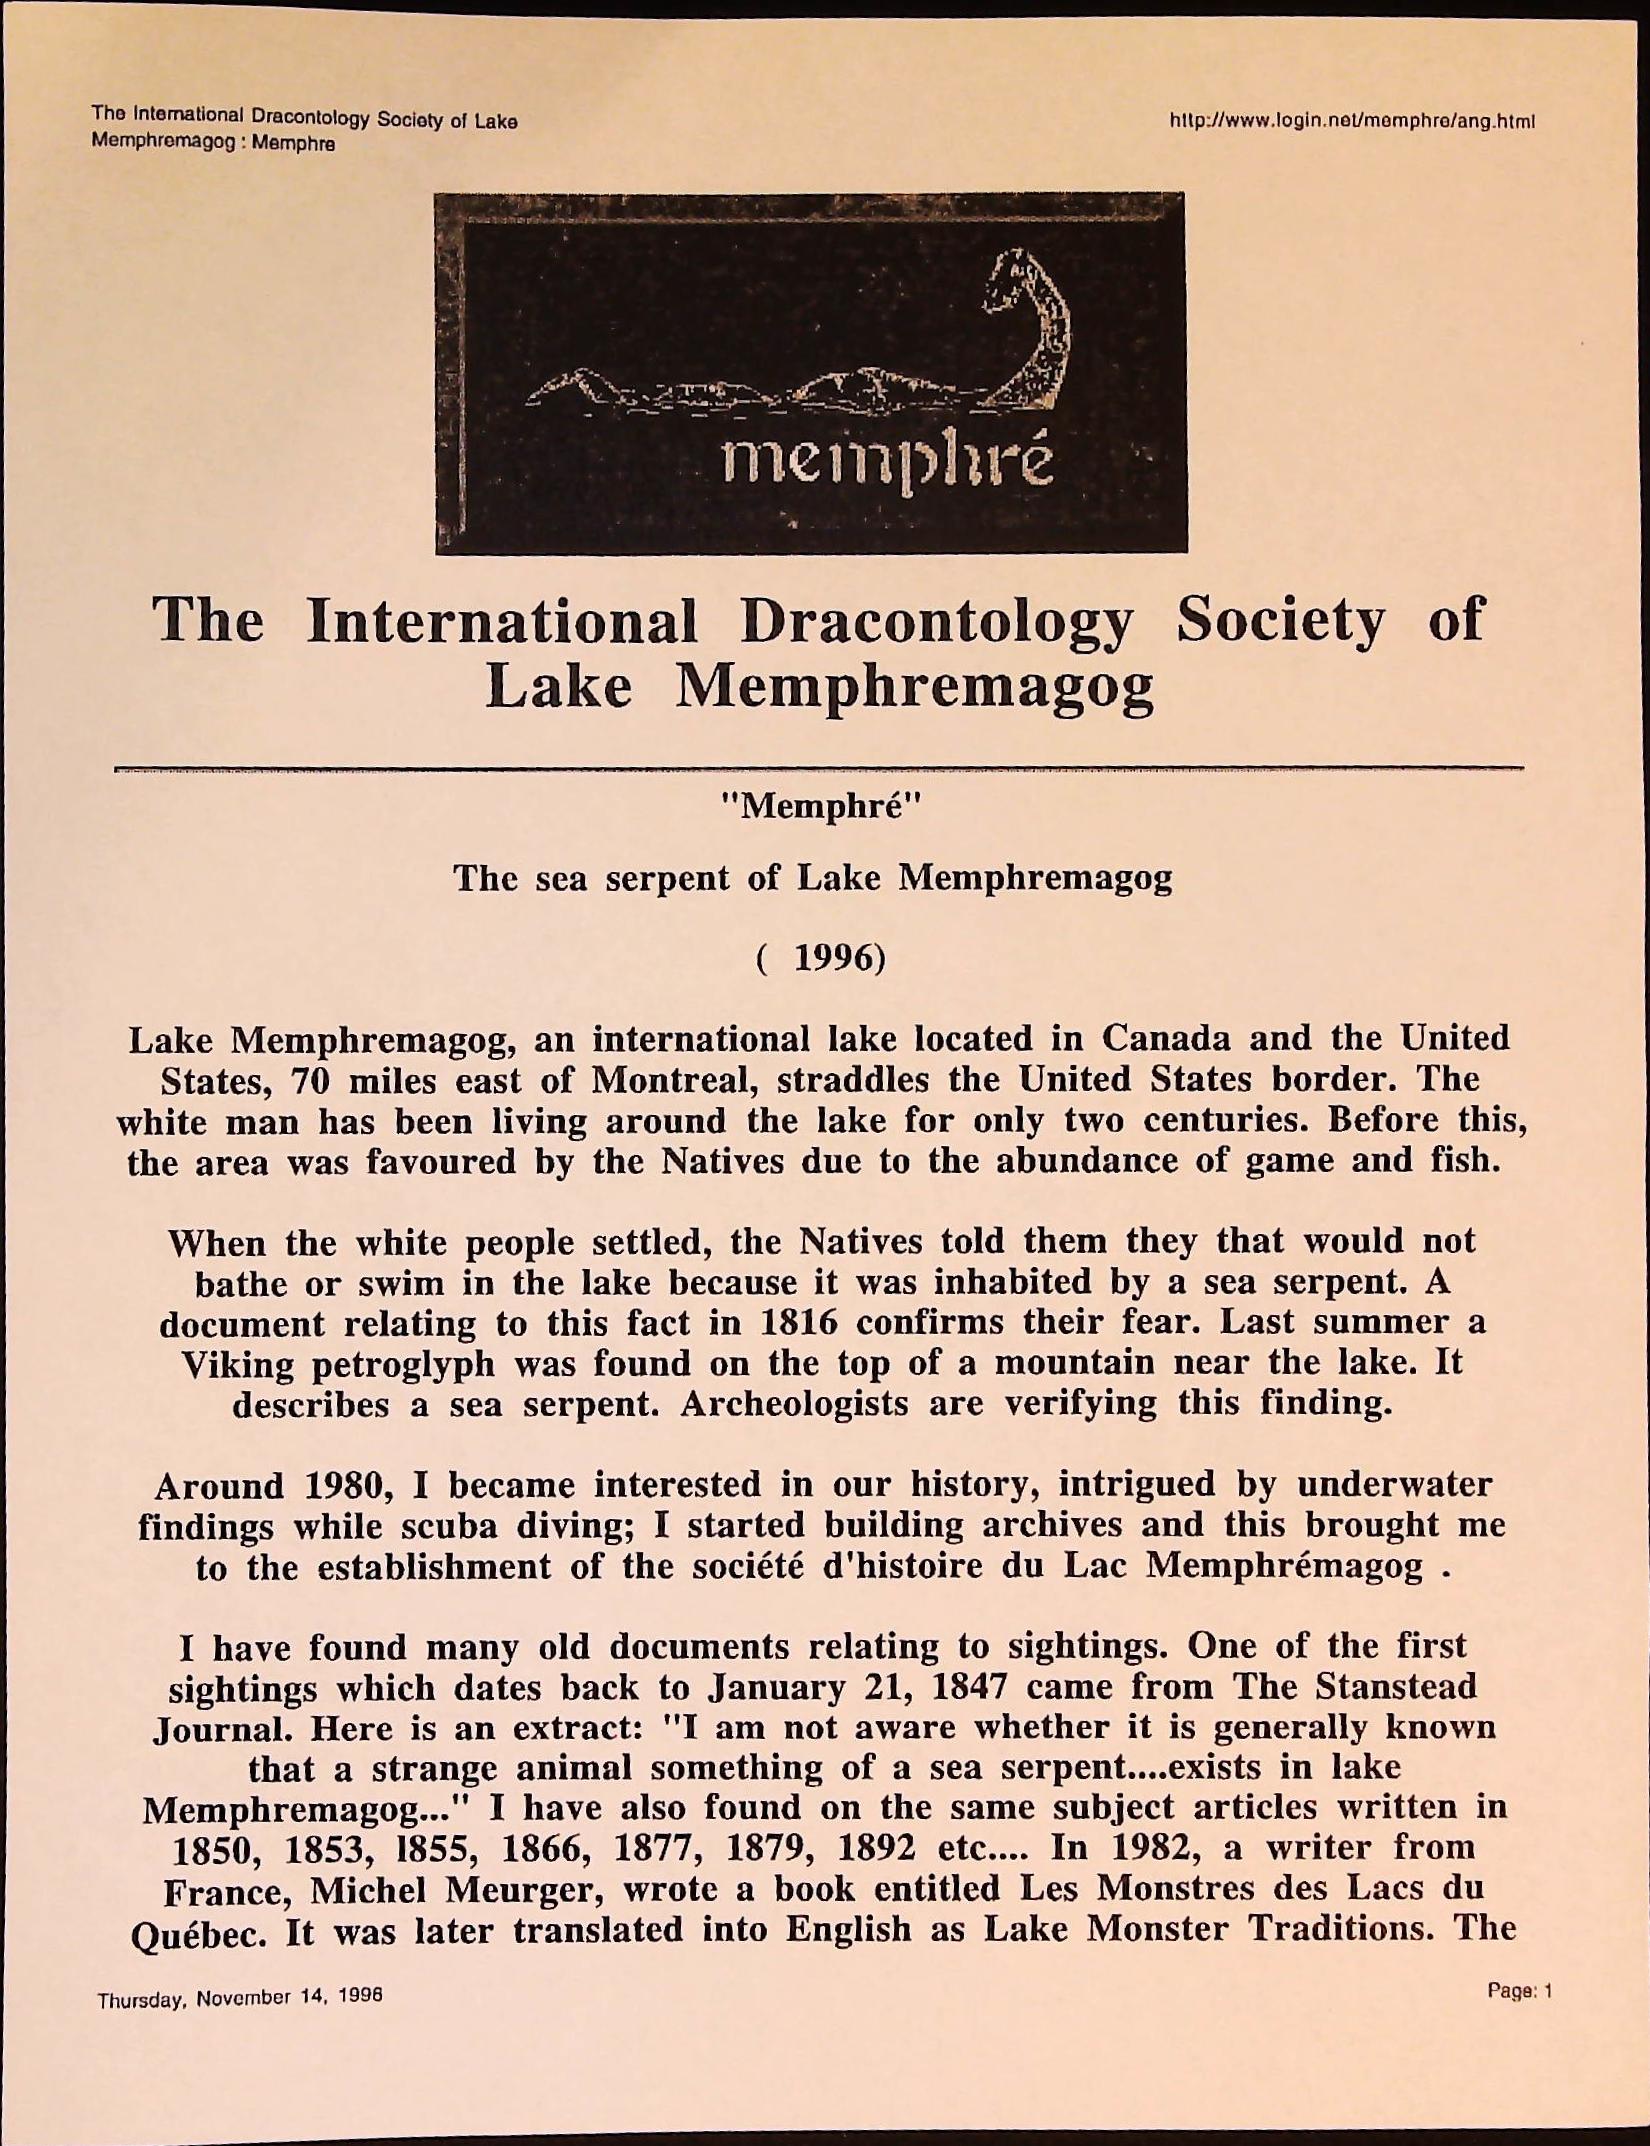 The International Dracontology Society of Lake
Memphremagog : Memphre
http://www.login.net/memphre/ang.html
memphré
The International Dracontology Society of
Lake Memphremagog
"Memphré"
The sea serpent of Lake Memphremagog
( 1996)
Lake Memphremagog, an international lake located in Canada and the United
States, 70 miles east of Montreal, straddles the United States border. The
white man has been living around the lake for only two centuries. Before this,
the area was favoured by the Natives due to the abundance of game and fish.
When the white people settled, the Natives told them they that would not
bathe or swim in the lake because it was inhabited by a sea serpent. A
document relating to this fact in 1816 confirms their fear. Last summer a
Viking petroglyph was found on the top of a mountain near the lake. It
describes a sea serpent. Archeologists are verifying this finding.
Around 1980, I became interested in our history, intrigued by underwater
findings while scuba diving; I started building archives and this brought me
to the establishment of the société d'histoire du Lac Memphrémagog .
I have found many old documents relating to sightings. One of the first
sightings which dates back to January 21, 1847 came from The Stanstead
Journal. Here is an extract: "I am not aware whether it is generally known
that a strange animal something of a sea serpent....exists in lake
Memphremagog..." I have also found on the same subject articles written in
1850, 1853, l855, 1866, 1877, 1879, 1892 etc.... In 1982, a writer from
France, Michel Meurger, wrote a book entitled Les Monstres des Lacs du
Québec. It was later translated into English as Lake Monster Traditions. The
Thursday, November 14, 1996
Page: 1